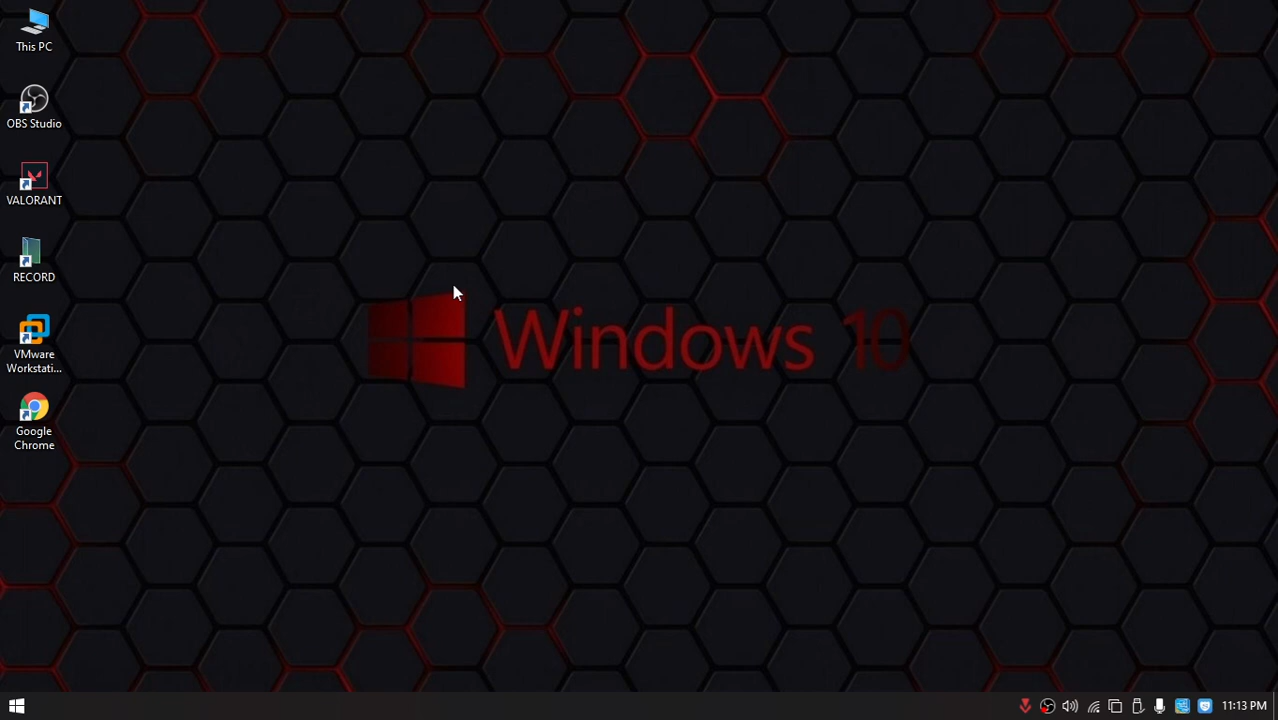 This PC
OBS Studio
VALORANT
RECORD
VMware
Workstati...
Google
Chrome
Windows 10
11:13 PM